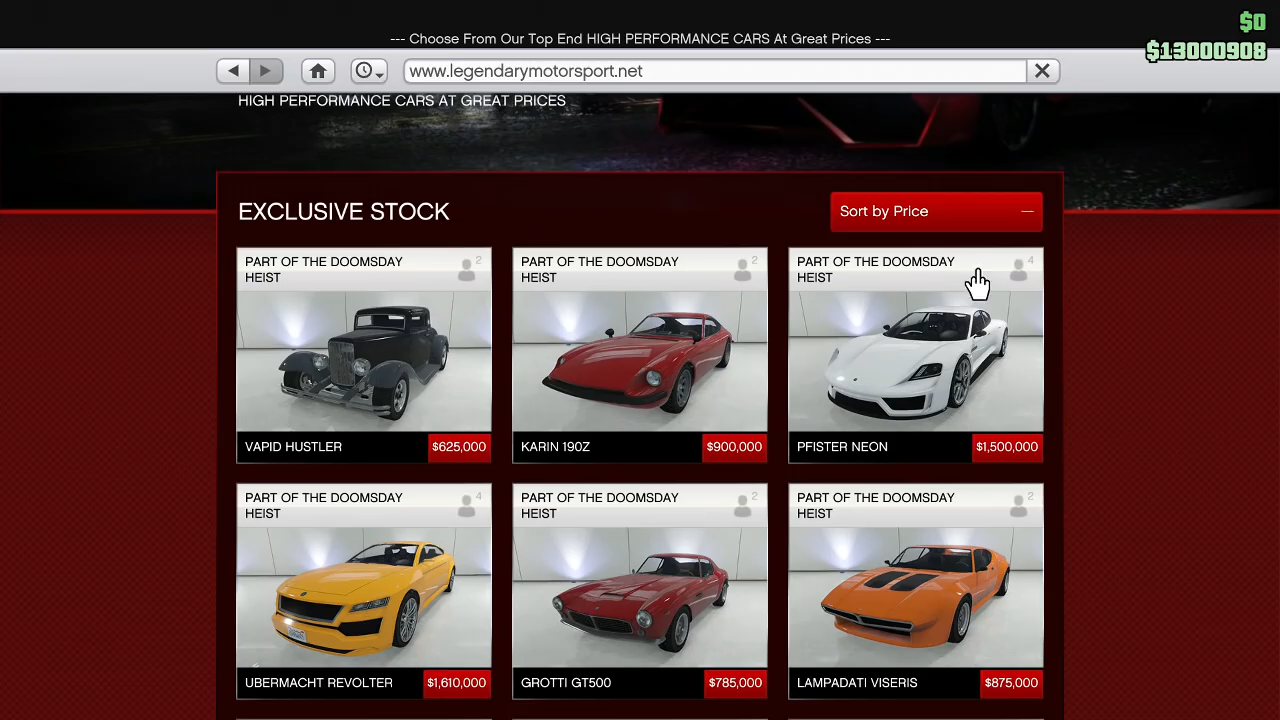 $0
--- Choose From Our Top End HIGH PERFORMANCE CARS At Great Prices ---
$13000908
www.legendarymotorsport.net
HIGH PERFORMANCE CARS AT GREAT PRICES
EXCLUSIVE STOCK
Sort by Price
PART OF THE DOOMSDAY
HEIST
2
VAPID HUSTLER
$625,000
PART OF THE DOOMSDAY
HEIST
2
KARIN 190Z
$900,000
PART OF THE DOOMSDAY
HEIST
4
PFISTER NEON
$1,500,000
PART OF THE DOOMSDAY
HEIST
4
UBERMACHT REVOLTER
$1,610,000
PART OF THE DOOMSDAY
HEIST
2
GROTTI GT500
$785,000
PART OF THE DOOMSDAY
HEIST
2
LAMPADATI VISERIS
$875,000